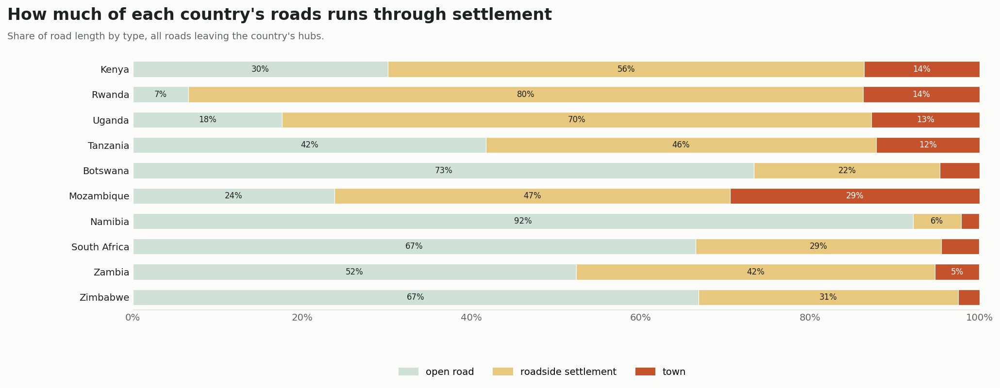 How much of each country's roads runs through settlement
Share of road length by type, all roads leaving the country's hubs.
Kenya 30% 56% 14%
Rwanda 7% 80% 14%
Uganda 18% 70% 13%
Tanzania 42% 46% 12%
Botswana 73% 22%
Mozambique 24% 47% 29%
Namibia 92% 6%
South Africa 67% 29%
Zambia 52% 42% 5%
Zimbabwe 67% 31%
0% 20% 40% 60% 80% 100%
open road roadside settlement town